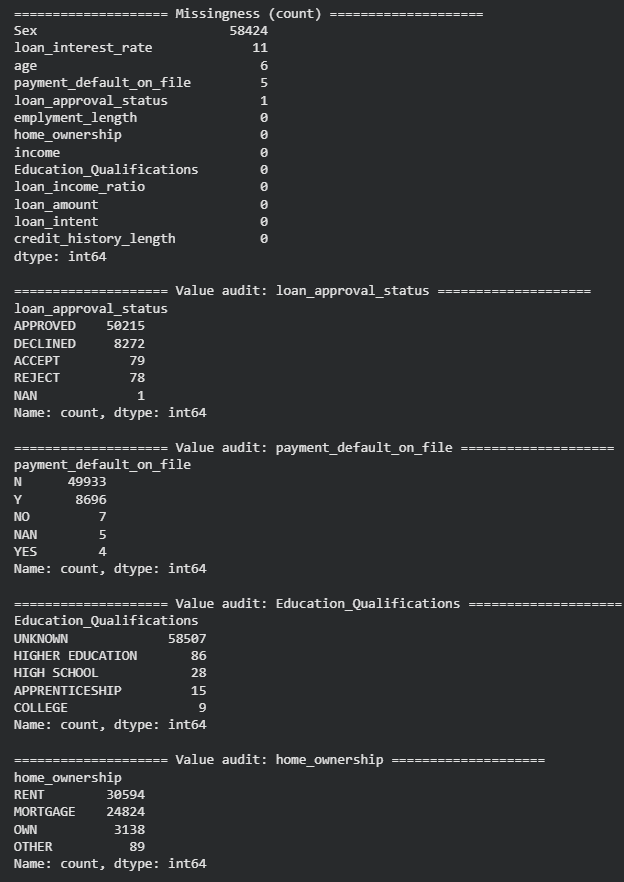 ==================== Missingness (count) ====================
Sex                         58424
loan_interest_rate             11
age                             6
payment_default_on_file         5
loan_approval_status            1
emplyment_length                0
home_ownership                  0
income                          0
Education_Qualifications        0
loan_income_ratio               0
loan_amount                     0
loan_intent                     0
credit_history_length           0
dtype: int64

==================== Value audit: loan_approval_status ====================
loan_approval_status
APPROVED    50215
DECLINED     8272
ACCEPT         79
REJECT         78
NAN             1
Name: count, dtype: int64

==================== Value audit: payment_default_on_file ====================
payment_default_on_file
N      49933
Y       8696
NO         7
NAN        5
YES        4
Name: count, dtype: int64

==================== Value audit: Education_Qualifications ====================
Education_Qualifications
UNKNOWN             58507
HIGHER EDUCATION       86
HIGH SCHOOL            28
APPRENTICESHIP         15
COLLEGE                 9
Name: count, dtype: int64

==================== Value audit: home_ownership ====================
home_ownership
RENT        30594
MORTGAGE    24824
OWN          3138
OTHER          89
Name: count, dtype: int64